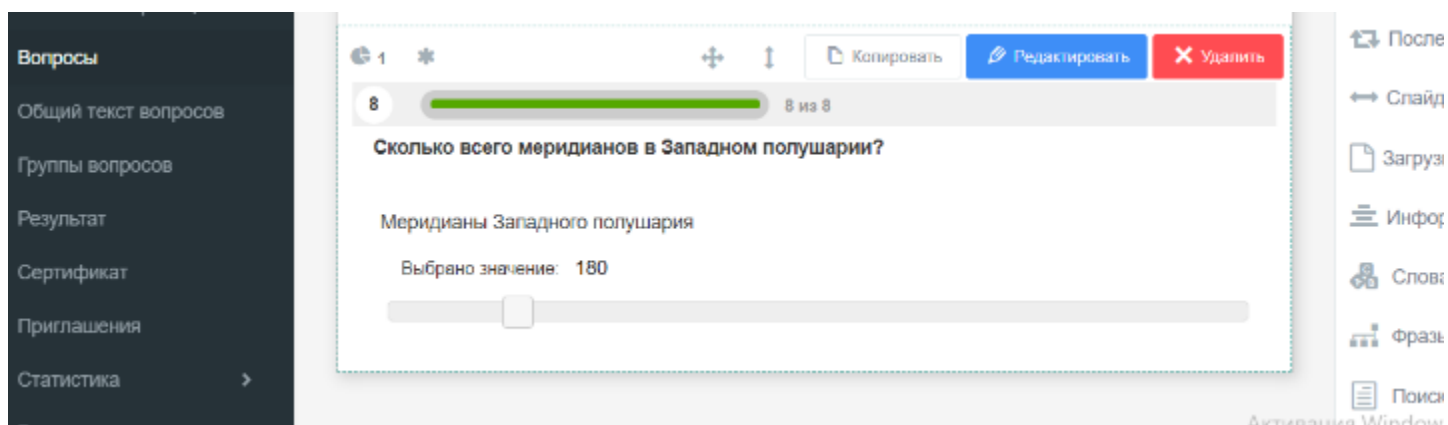 Вопросы
Общий текст вопросов
Группы вопросов
Результат
Сертификат
Приглашения
Статистика
1
Копировать
Редактировать
Удалить
8
8 из 8
Сколько всего меридианов в Западном полушарии?
Меридианы Западного полушария
Выбрано значение: 180
После
Слайд
Загрузк
Инфор
Слова
Фразы
Поиск